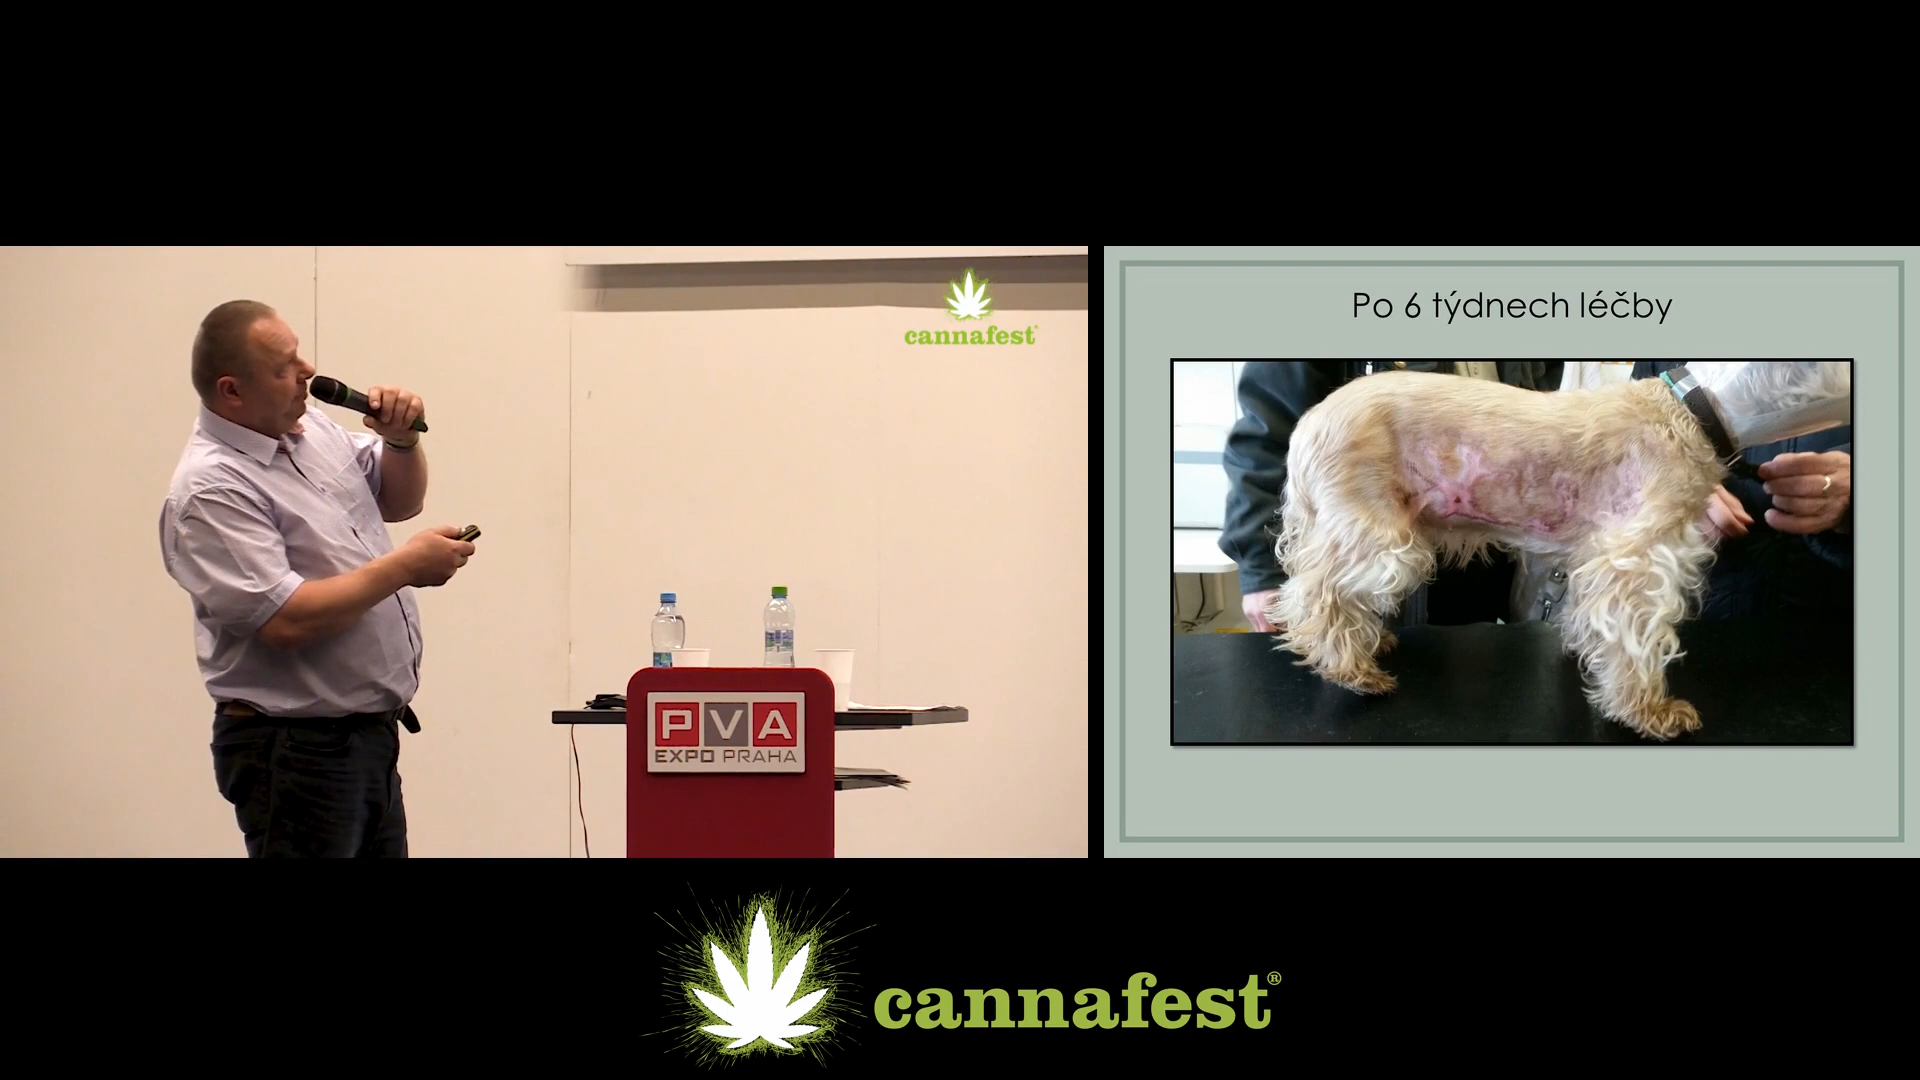 cannafest
Po 6 týdnech léčby
PVA
EXPO PRAHA
cannafest®